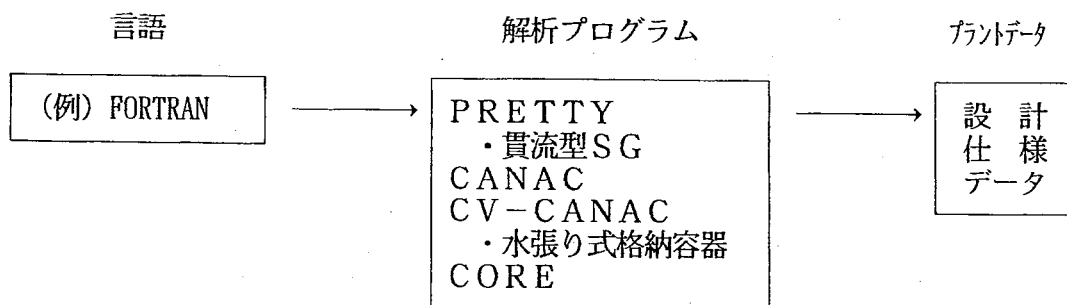 言語
解析プログラム
プラントデータ
(例) FORTRAN
PRETTY
・貫流型SG
CANAC
CV-CANAC
・水張り式格納容器
CORE
設計
仕様
データ